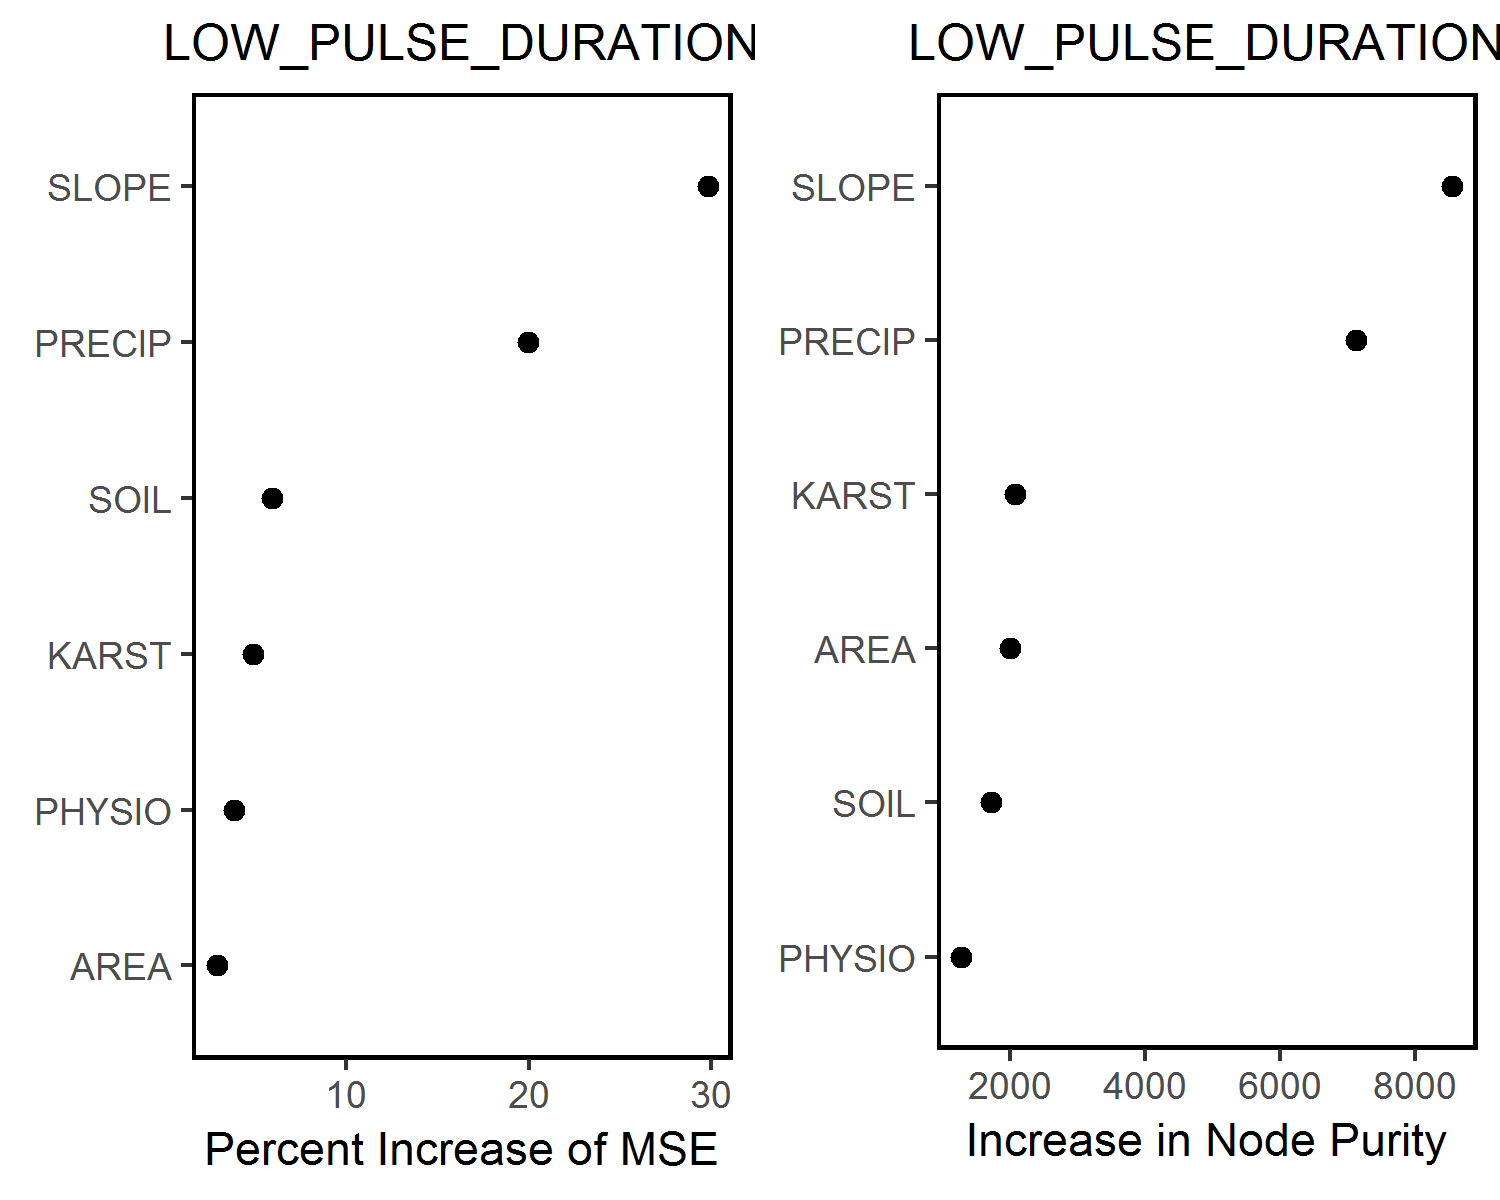 LOW_PULSE_DURATION
SLOPE
PRECIP
SOIL
KARST
PHYSIO
AREA
10 20 30
Percent Increase of MSE
LOW_PULSE_DURATION
SLOPE
PRECIP
KARST
AREA
SOIL
PHYSIO
2000 4000 6000 8000
Increase in Node Purity